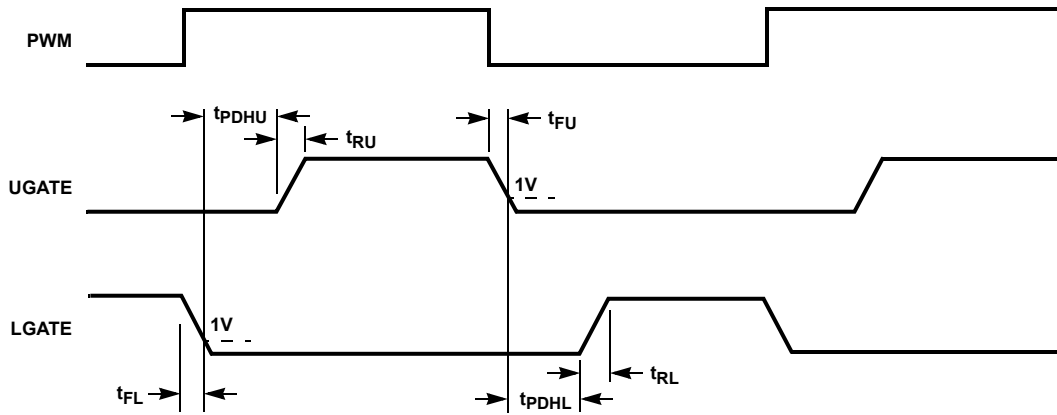 PWM
tPDHU
tRU
tFU
UGATE
1V
LGATE
1V
tFL
tRL
tPDHL